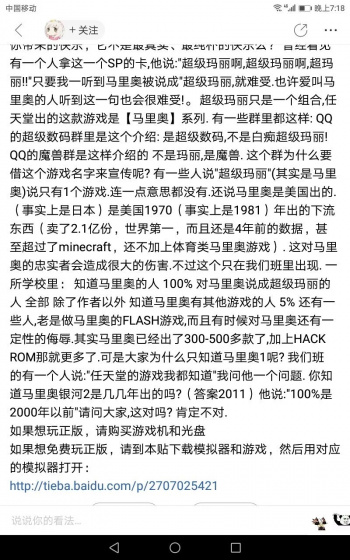 中国移动 晚上7:18
+关注
你带来的快乐，它不是最真实、最纯朴的快乐么？ 曾经看见
有一个人拿这一个SP的卡,他说:"超级玛丽啊,超级玛丽啊,超玛
丽!!"只要我一听到马里奥被说成"超级玛丽,就难受.也许爱叫马
里奥的人听到这一句也会很难受!。超级玛丽只是一个组合,任
天堂出的这款游戏是【马里奥】系列. 有一些群里都这样: QQ
的超级数码群里是这个介绍: 是超级数码,不是白痴超级玛丽!
QQ的魔兽群是这样介绍的 不是玛丽,是魔兽. 这个群为什么要
借这个游戏名字来宣传呢? 有一些人说"超级玛丽"(其实是马里
奥)说只有1个游戏.连一点意思都没有.还说马里奥是美国出的.
（事实上是日本）是美国1970（事实上是1981）年出的下流
东西（卖了2.1亿份，世界第一，而且还是4年前的数据，甚
至超过了minecraft，还不加上体育类马里奥游戏）. 这对马里
奥的忠实者会造成很大的伤害.不过这个只在我们班里出现. 一
所学校里： 知道马里奥的人 100% 对马里奥说成超级玛丽的
人 全部 除了作者以外 知道马里奥有其他游戏的人 5% 还有一
些人,老是做马里奥的FLASH游戏,而且有时候对马里奥还有一
定性的侮辱.其实马里奥已经出了300-500多款了,加上HACK
ROM那就更多了.可是大家为什么只知道马里奥1呢? 我们班
的有一个人说:"任天堂的游戏我都知道"我问他一个问题. 你知
道马里奥银河2是几几年出的吗?（答案2011）他说:"100%是
2000年以前"请问大家,这对吗? 肯定不对.
如果想玩正版，请购买游戏机和光盘
如果想免费玩正版，请到本贴下载模拟器和游戏，然后用对应
的模拟器打开：
http://tieba.baidu.com/p/2707025421
说说你的看法...